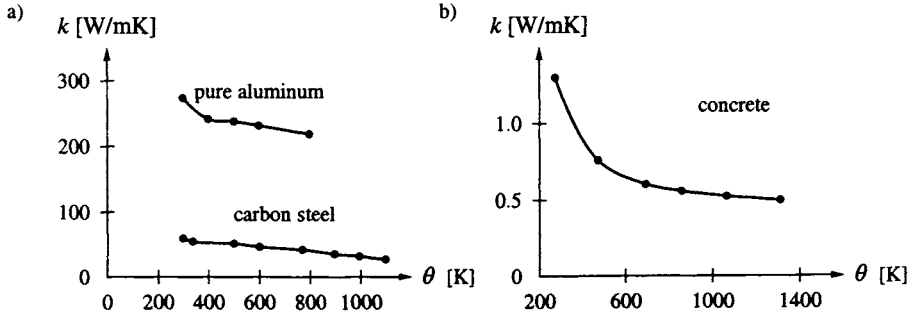 a)
k [W/mK]
300
200
100
0
pure aluminum
carbon steel
0 200 400 600 800 1000
θ [K]
b)
k [W/mK]
1.0
0.5
0
concrete
200 600 1000 1400
θ [K]